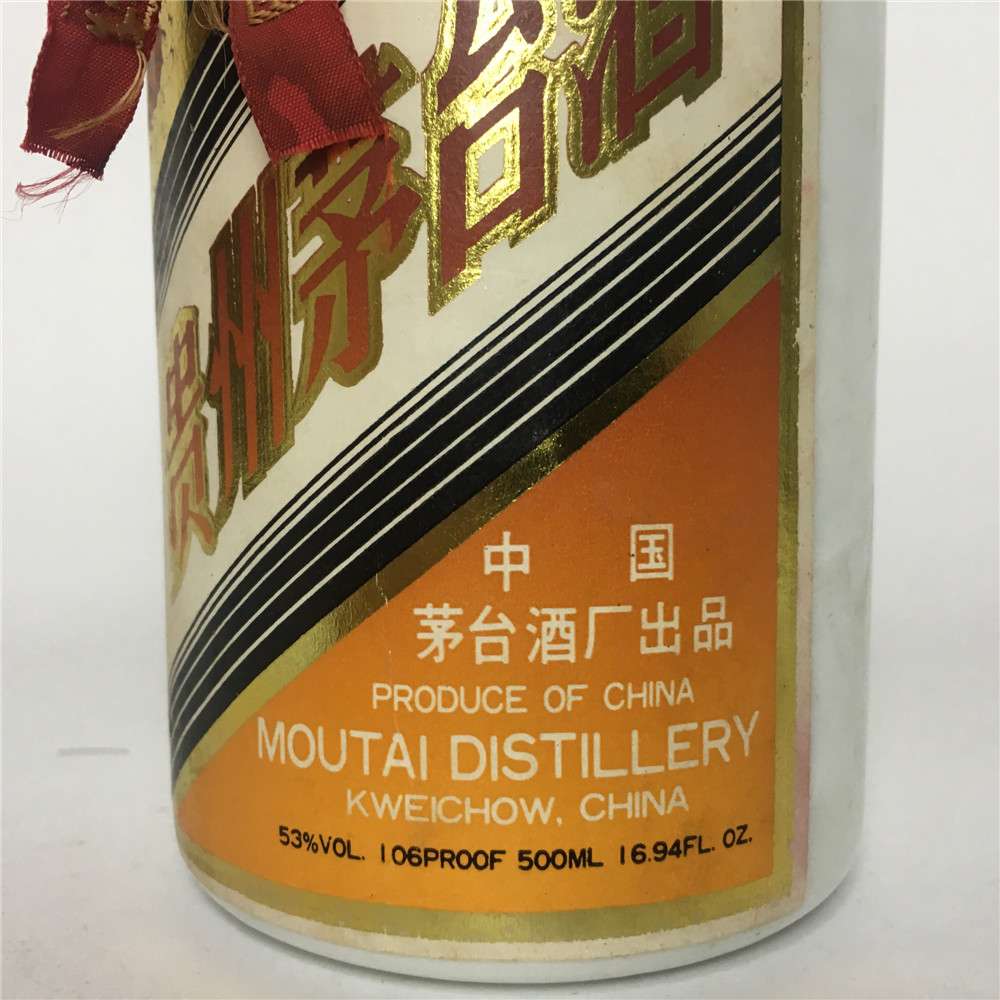 贵州茅台酒
中国
茅台酒厂出品
PRODUCE OF CHINA
MOUTAI DISTILLERY
KWEICHOW, CHINA
53%VOL. 106PROOF 500ML 16.94FL. OZ.